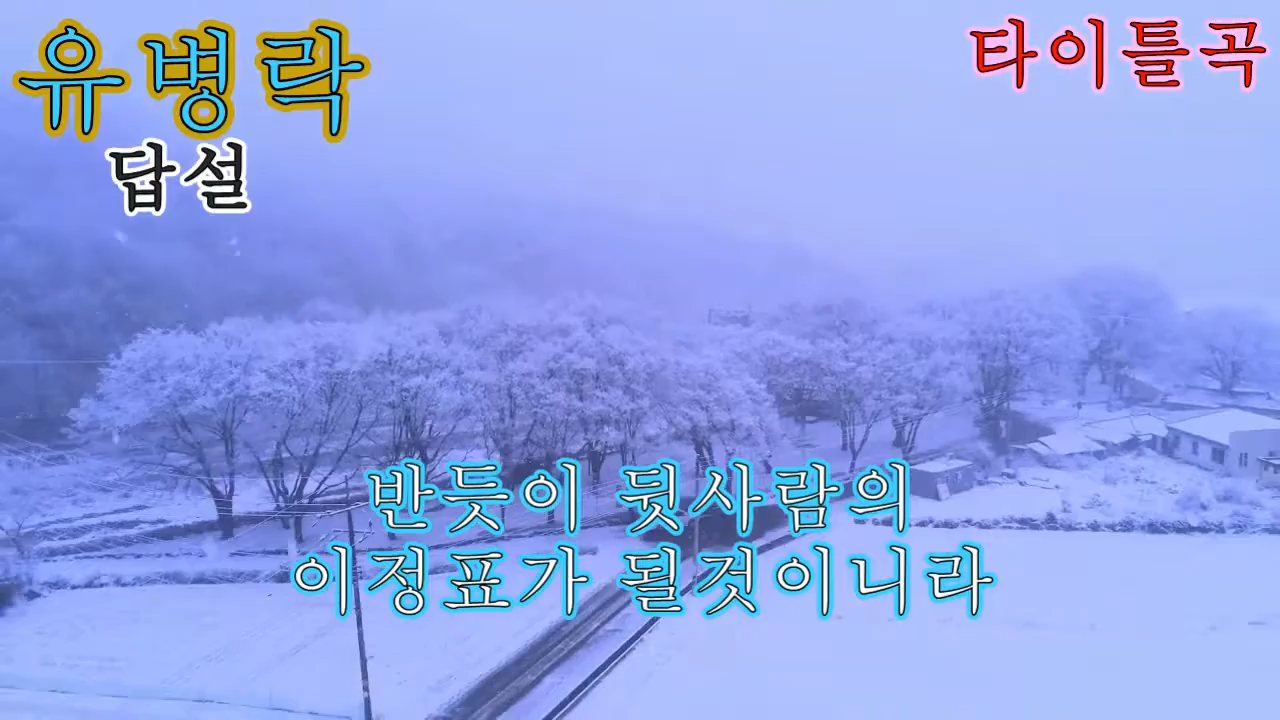 유병락
타이틀곡
답설
반듯이 뒷사람의
이정표가 될것이니라